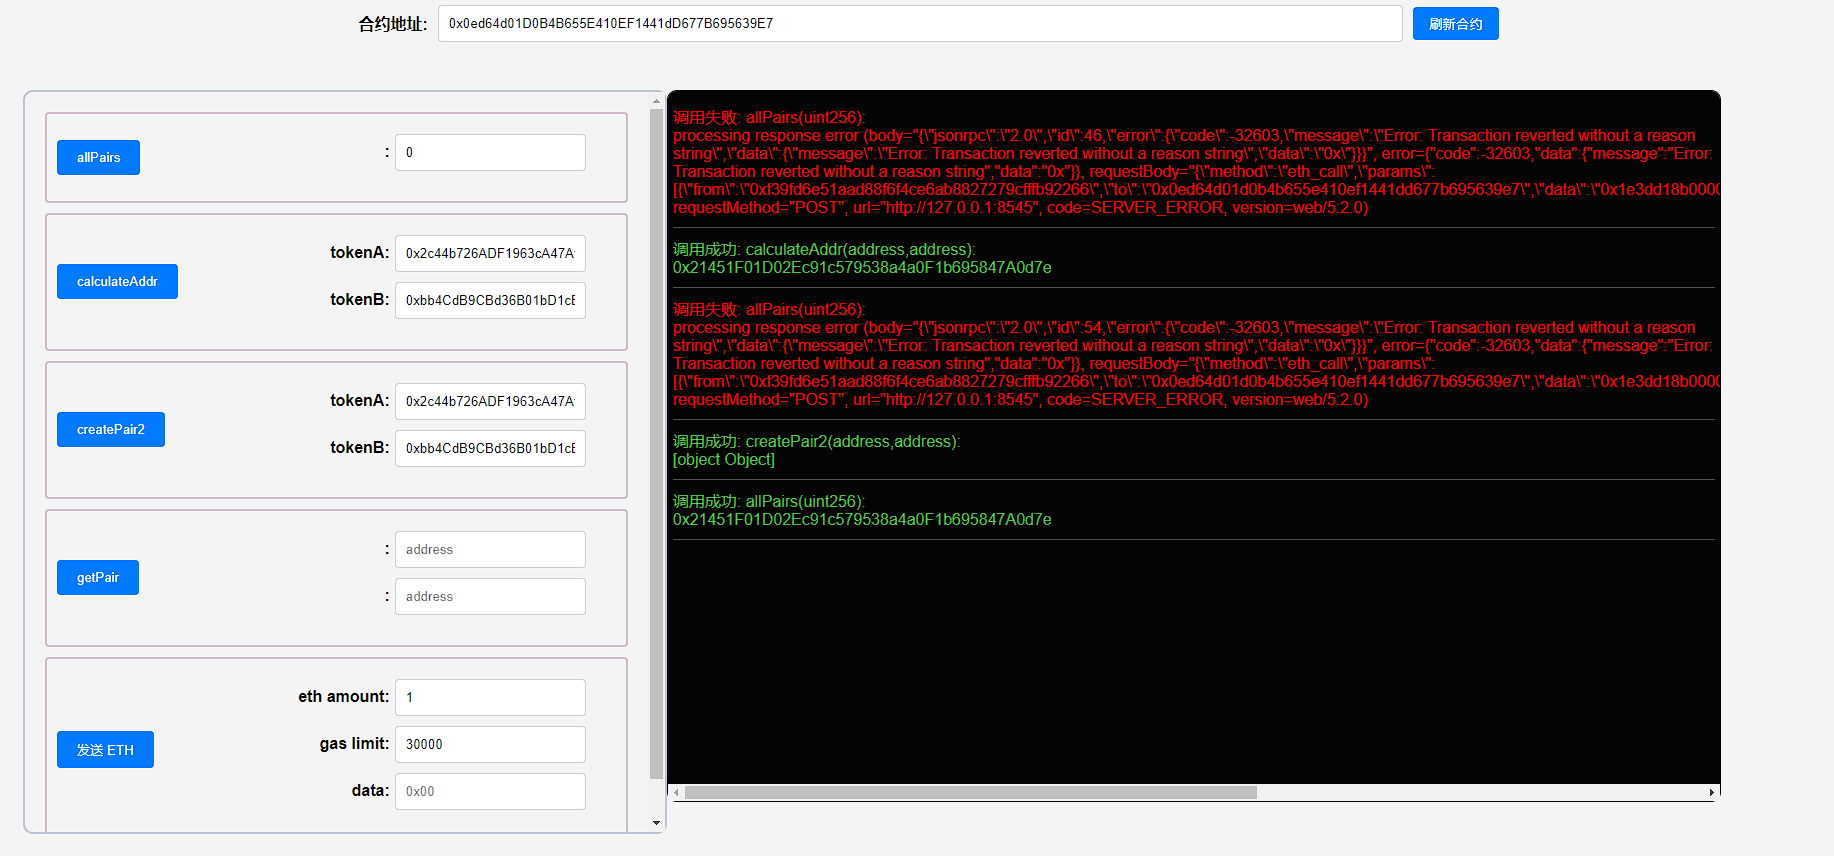 合约地址: 0x0ed64d01D0B4B655E410EF1441dD677B695639E7 刷新合约
allPairs : 0
tokenA: 0x2c44b726ADF1963cA47A
calculateAddr
tokenB: 0xbb4CdB9CBd36B01bD1cE
tokenA: 0x2c44b726ADF1963cA47A
createPair2
tokenB: 0xbb4CdB9CBd36B01bD1cE
: address
getPair
: address
eth amount: 1
gas limit: 30000
发送 ETH
data: 0x00
调用失败: allPairs(uint256):
processing response error (body="{\"jsonrpc\":\"2.0\",\"id\":46,\"error\":{\"code\":-32603,\"message\":\"Error: Transaction reverted without a reason
string\",\"data\":{\"message\":\"Error: Transaction reverted without a reason string\",\"data\":\"0x\"}}}", error={"code":-32603,"data":{"message":"Error:
Transaction reverted without a reason string","data":"0x"}}, requestBody="{\"method\":\"eth_call\",\"params\":
[{\"from\":\"0xf39fd6e51aad88f6f4ce6ab8827279cfffb92266\",\"to\":\"0x0ed64d01d0b4b655e410ef1441dd677b695639e7\",\"data\":\"0x1e3dd18b0000
requestMethod="POST", url="http://127.0.0.1:8545", code=SERVER_ERROR, version=web/5.2.0)
调用成功: calculateAddr(address,address):
0x21451F01D02Ec91c579538a4a0F1b695847A0d7e
调用失败: allPairs(uint256):
processing response error (body="{\"jsonrpc\":\"2.0\",\"id\":54,\"error\":{\"code\":-32603,\"message\":\"Error: Transaction reverted without a reason
string\",\"data\":{\"message\":\"Error: Transaction reverted without a reason string\",\"data\":\"0x\"}}}", error={"code":-32603,"data":{"message":"Error:
Transaction reverted without a reason string","data":"0x"}}, requestBody="{\"method\":\"eth_call\",\"params\":
[{\"from\":\"0xf39fd6e51aad88f6f4ce6ab8827279cfffb92266\",\"to\":\"0x0ed64d01d0b4b655e410ef1441dd677b695639e7\",\"data\":\"0x1e3dd18b0000
requestMethod="POST", url="http://127.0.0.1:8545", code=SERVER_ERROR, version=web/5.2.0)
调用成功: createPair2(address,address):
[object Object]
调用成功: allPairs(uint256):
0x21451F01D02Ec91c579538a4a0F1b695847A0d7e